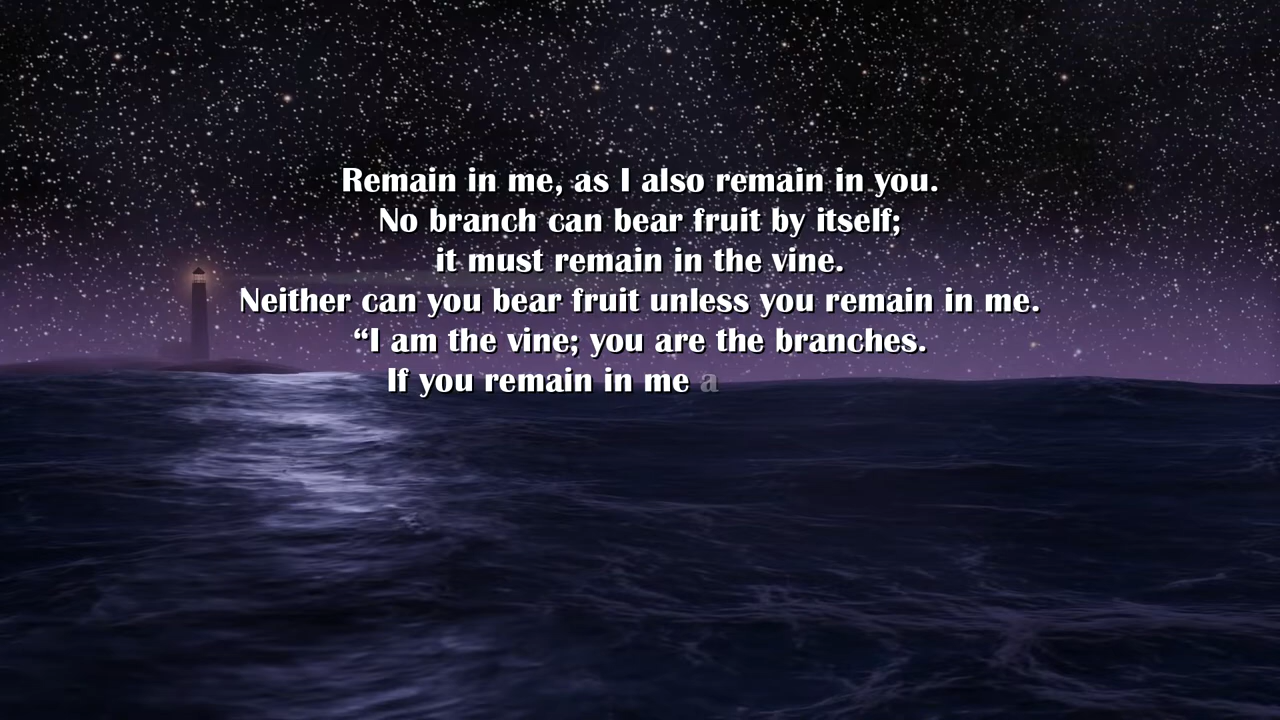 Remain in me, as I also remain in you.
No branch can bear fruit by itself;
it must remain in the vine.
Neither can you bear fruit unless you remain in me.
“I am the vine; you are the branches.
If you remain in me a